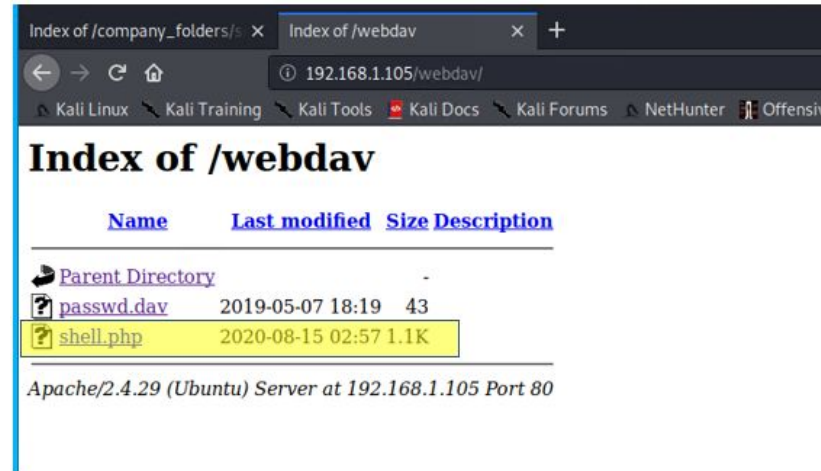 Index of /company_folders/s × Index of /webdav × +
192.168.1.105/webdav/
Kali Linux Kali Training Kali Tools Kali Docs Kali Forums NetHunter Offensiv
Index of /webdav
Name Last modified Size Description
Parent Directory -
passwd.dav 2019-05-07 18:19 43
shell.php 2020-08-15 02:57 1.1K
Apache/2.4.29 (Ubuntu) Server at 192.168.1.105 Port 80